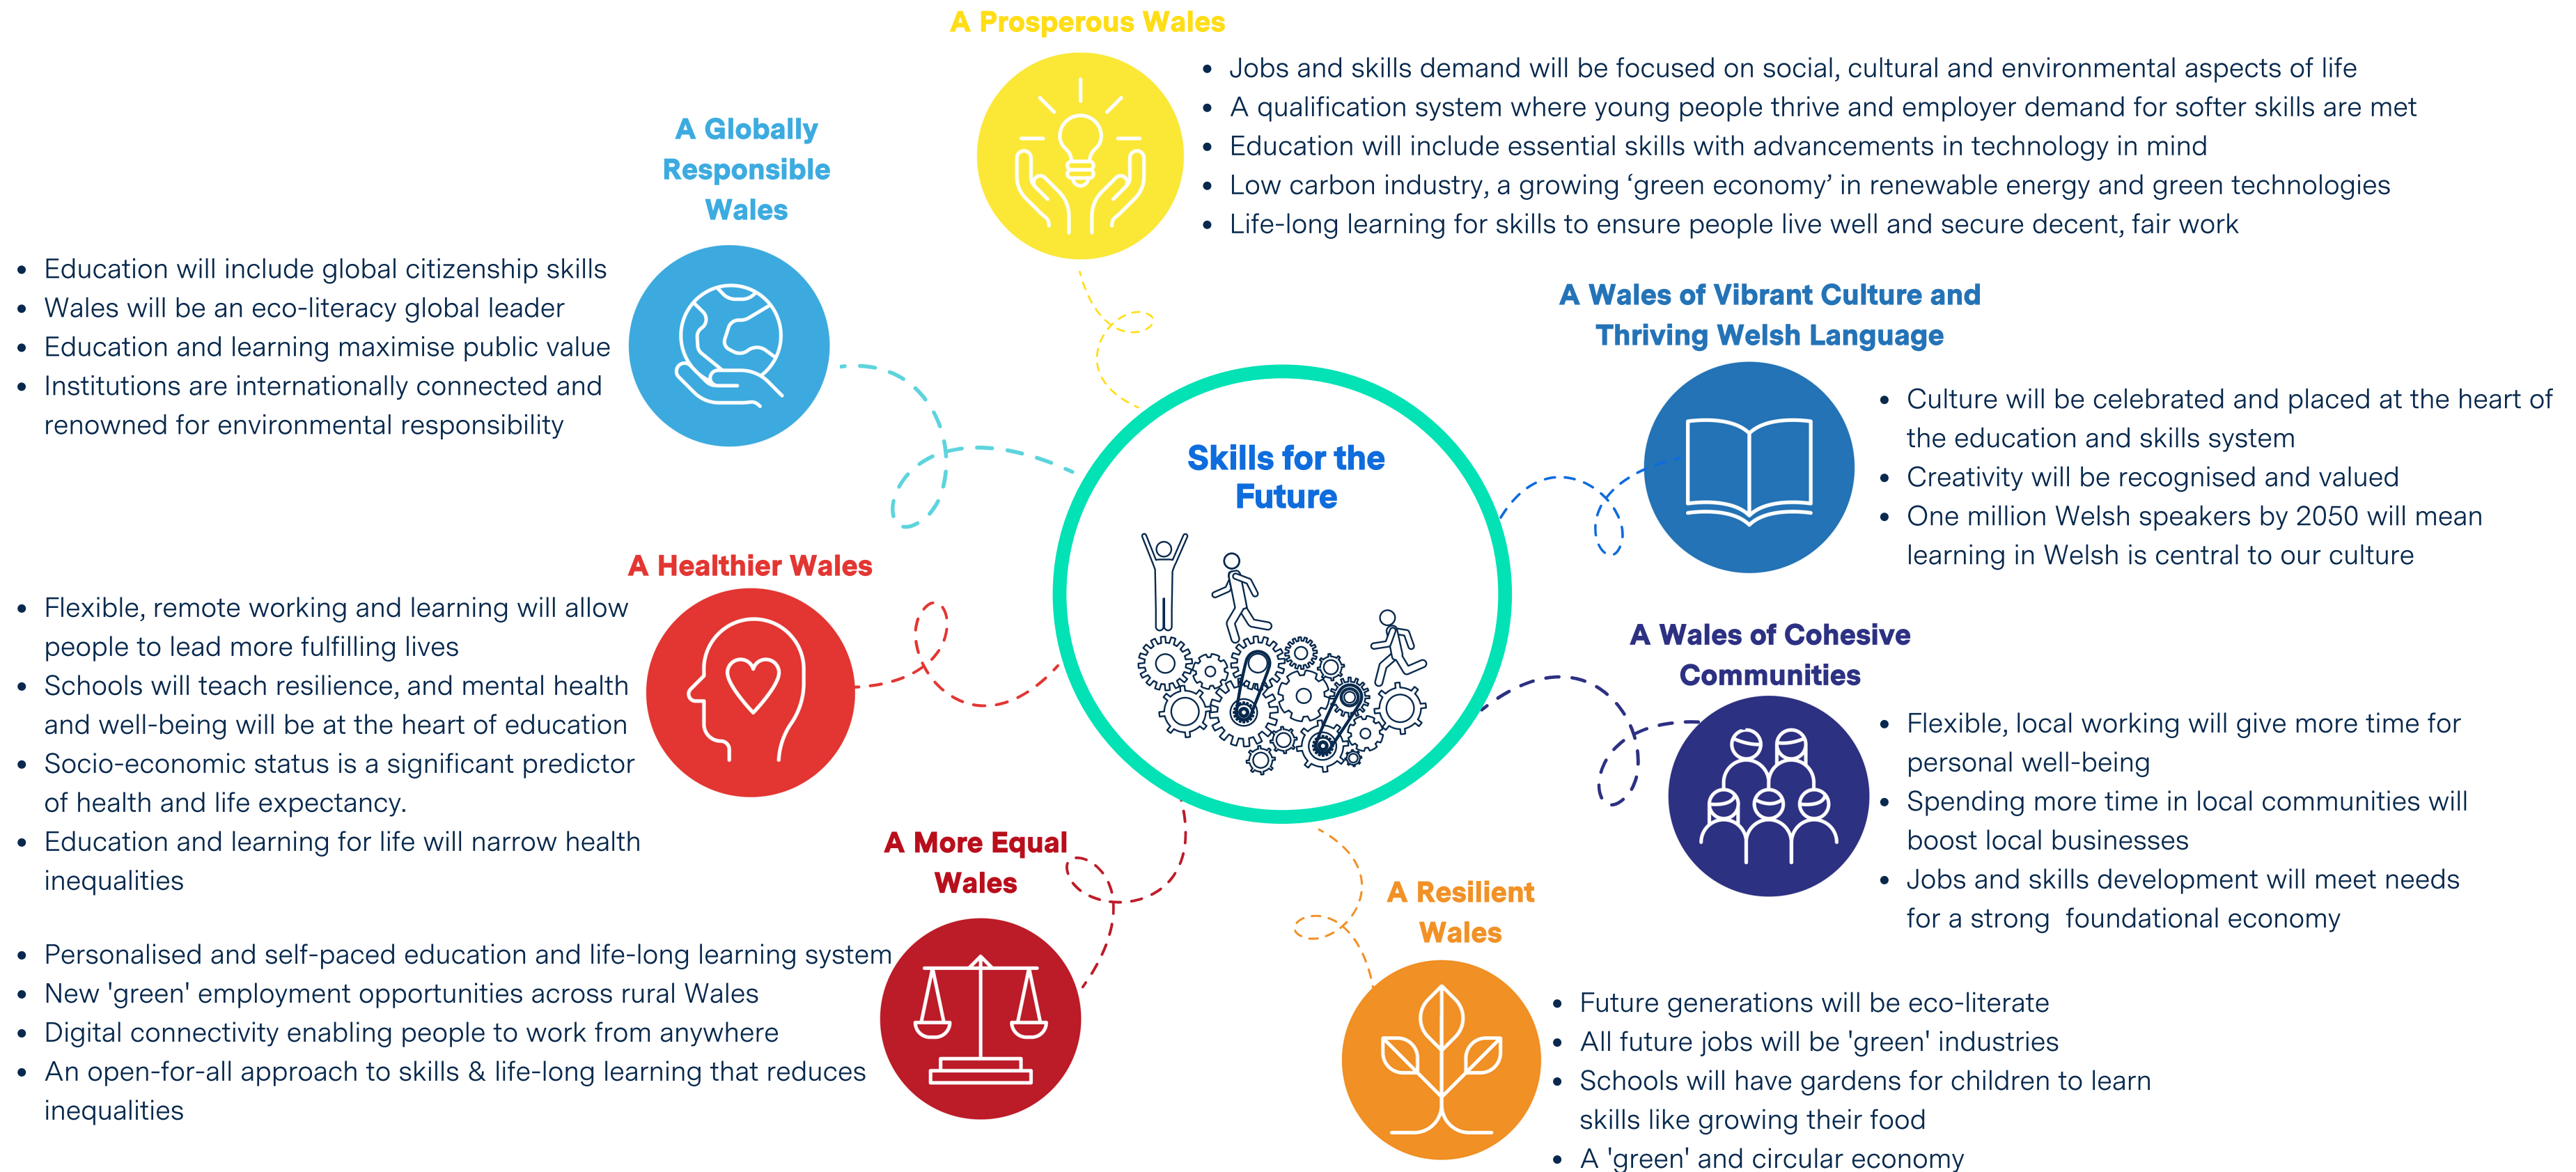 A Prosperous Wales
• Jobs and skills demand will be focused on social, cultural and environmental aspects of life
• A qualification system where young people thrive and employer demand for softer skills are met
• Education will include essential skills with advancements in technology in mind
• Low carbon industry, a growing ‘green economy’ in renewable energy and green technologies
• Life-long learning for skills to ensure people live well and secure decent, fair work
A Globally
Responsible
Wales
• Education will include global citizenship skills
• Wales will be an eco-literacy global leader
• Education and learning maximise public value
• Institutions are internationally connected and
renowned for environmental responsibility
A Wales of Vibrant Culture and
Thriving Welsh Language
• Culture will be celebrated and placed at the heart of
the education and skills system
• Creativity will be recognised and valued
• One million Welsh speakers by 2050 will mean
learning in Welsh is central to our culture
Skills for the
Future
A Healthier Wales
• Flexible, remote working and learning will allow
people to lead more fulfilling lives
• Schools will teach resilience, and mental health
and well-being will be at the heart of education
• Socio-economic status is a significant predictor
of health and life expectancy.
• Education and learning for life will narrow health
inequalities
A Wales of Cohesive
Communities
• Flexible, local working will give more time for
personal well-being
• Spending more time in local communities will
boost local businesses
• Jobs and skills development will meet needs
for a strong  foundational economy
A More Equal
Wales
• Personalised and self-paced education and life-long learning system
• New 'green' employment opportunities across rural Wales
• Digital connectivity enabling people to work from anywhere
• An open-for-all approach to skills & life-long learning that reduces
inequalities
A Resilient
Wales
• Future generations will be eco-literate
• All future jobs will be 'green' industries
• Schools will have gardens for children to learn
skills like growing their food
• A 'green' and circular economy